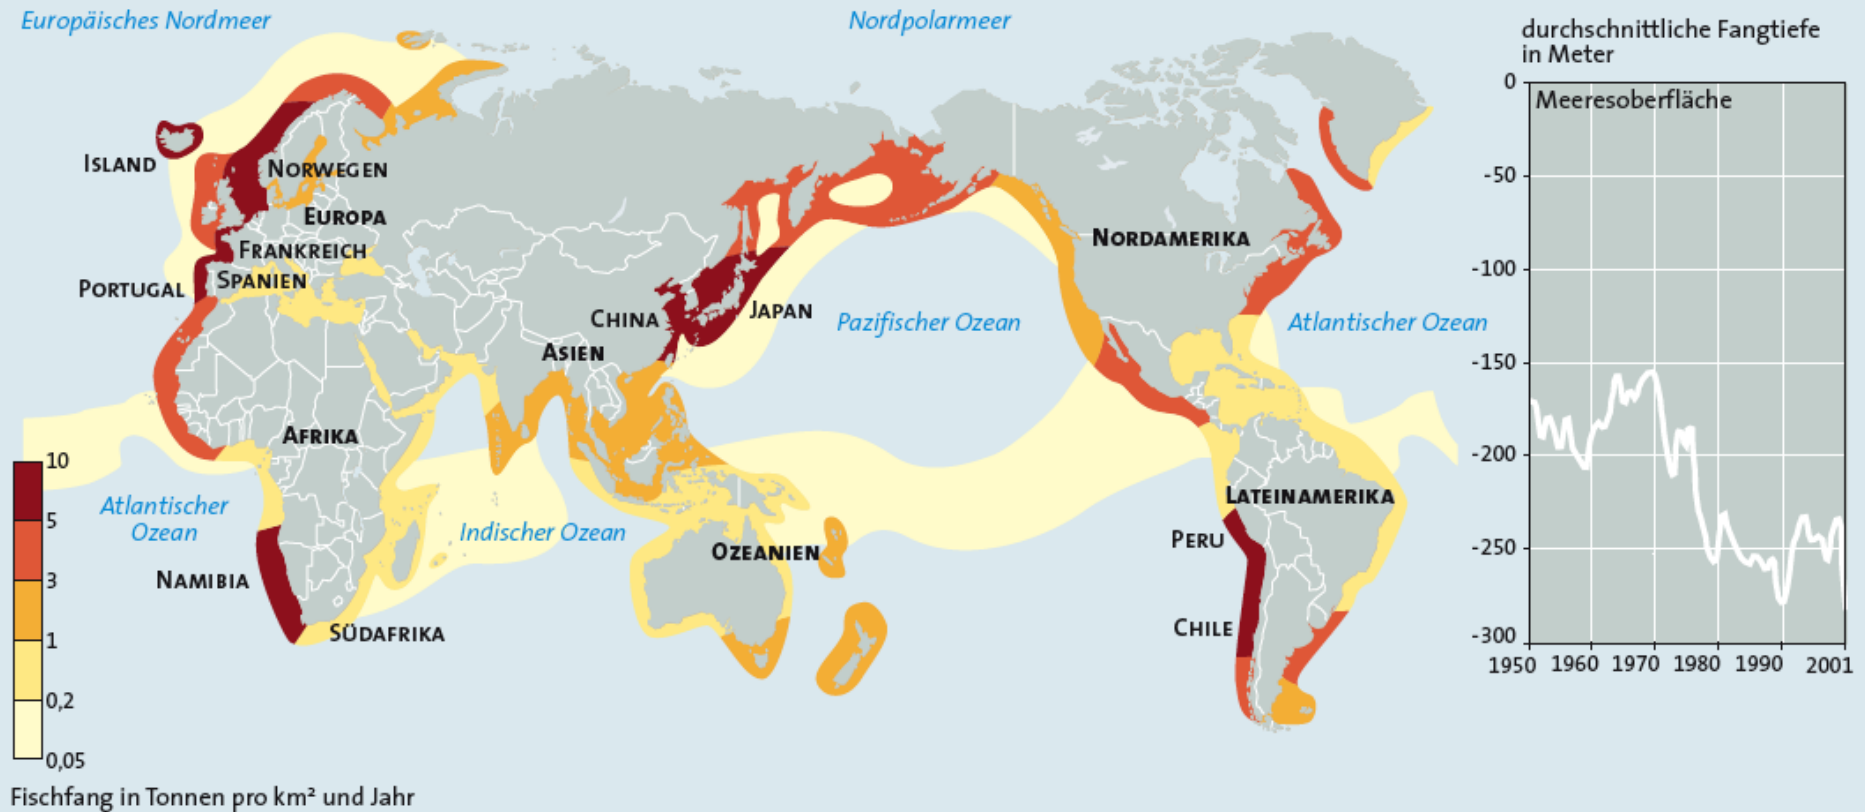 Europäisches Nordmeer
Nordpolarmeer
ISLAND
NORWEGEN
EUROPA
FRANKREICH
PORTUGAL
SPANIEN
CHINA
JAPAN
ASIEN
Pazifischer Ozean
NORDAMERIKA
Atlantischer Ozean
AFRIKA
Atlantischer
Ozean
Indischer Ozean
NAMIBIA
SÜDAFRIKA
OZEANIEN
LATEINAMERIKA
PERU
CHILE
10
5
3
1
0,2
0,05
Fischfang in Tonnen pro km² und Jahr
durchschnittliche Fangtiefe
in Meter
Meeresoberfläche
0
-50
-100
-150
-200
-250
-300
1950 1960 1970 1980 1990 2001